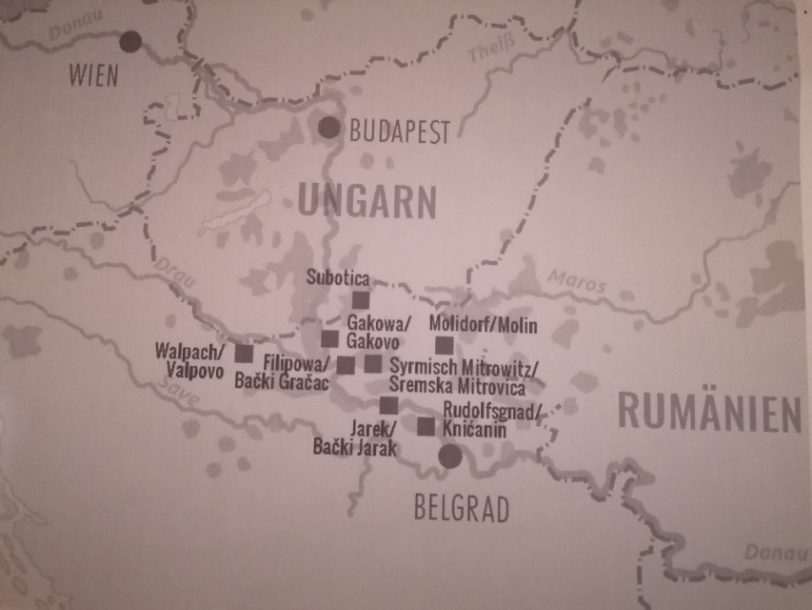 Donau
WIEN
Theiß
BUDAPEST
UNGARN
Drau
Maros
Subotica
Gakowa/
Gakovo
Molidorf/Molin
Walpach/
Valpovo
Filipowa/
Bački Gračac
Syrmisch Mitrowitz/
Sremska Mitrovica
Save
Rudolfsgnad/
Knićanin
Jarek/
Bački Jarak
RUMÄNIEN
BELGRAD
Donau